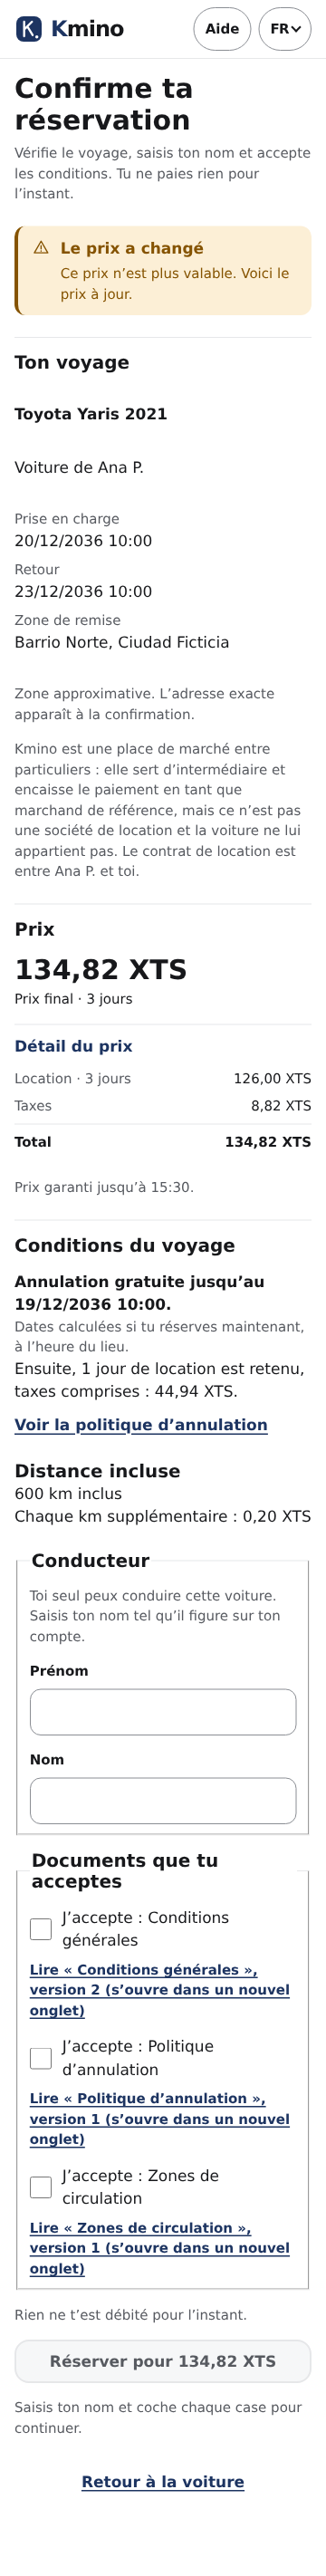 K. Kmino
Aide
FR
Confirme ta
réservation
Vérifie le voyage, saisis ton nom et accepte
les conditions. Tu ne paies rien pour
l’instant.
Le prix a changé
Ce prix n’est plus valable. Voici le
prix à jour.
Ton voyage
Toyota Yaris 2021
Voiture de Ana P.
Prise en charge
20/12/2036 10:00
Retour
23/12/2036 10:00
Zone de remise
Barrio Norte, Ciudad Ficticia
Zone approximative. L’adresse exacte
apparaît à la confirmation.
Kmino est une place de marché entre
particuliers : elle sert d’intermédiaire et
encaisse le paiement en tant que
marchand de référence, mais ce n’est pas
une société de location et la voiture ne lui
appartient pas. Le contrat de location est
entre Ana P. et toi.
Prix
134,82 XTS
Prix final · 3 jours
Détail du prix
Location · 3 jours 126,00 XTS
Taxes 8,82 XTS
Total 134,82 XTS
Prix garanti jusqu’à 15:30.
Conditions du voyage
Annulation gratuite jusqu’au
19/12/2036 10:00.
Dates calculées si tu réserves maintenant,
à l’heure du lieu.
Ensuite, 1 jour de location est retenu,
taxes comprises : 44,94 XTS.
Voir la politique d’annulation
Distance incluse
600 km inclus
Chaque km supplémentaire : 0,20 XTS
Conducteur
Toi seul peux conduire cette voiture.
Saisis ton nom tel qu’il figure sur ton
compte.
Prénom
Nom
Documents que tu
acceptes
J’accepte : Conditions
générales
Lire « Conditions générales »,
version 2 (s’ouvre dans un nouvel
onglet)
J’accepte : Politique
d’annulation
Lire « Politique d’annulation »,
version 1 (s’ouvre dans un nouvel
onglet)
J’accepte : Zones de
circulation
Lire « Zones de circulation »,
version 1 (s’ouvre dans un nouvel
onglet)
Rien ne t’est débité pour l’instant.
Réserver pour 134,82 XTS
Saisis ton nom et coche chaque case pour
continuer.
Retour à la voiture